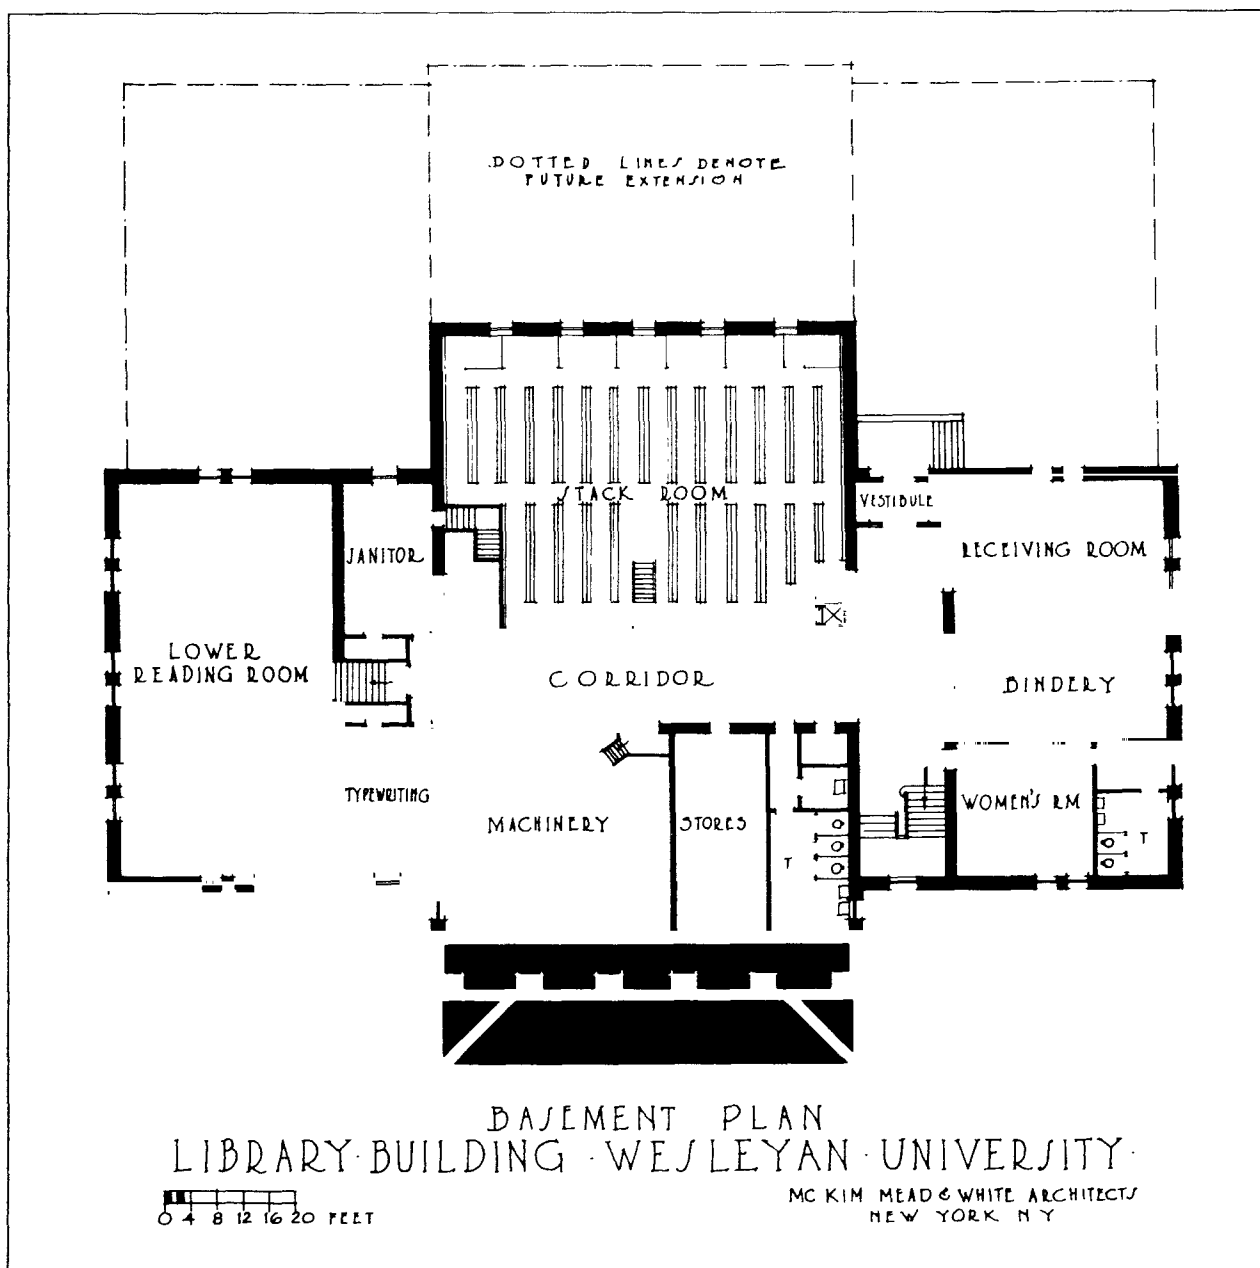 DOTTED LINES DENOTE
FUTURE EXTENSION
STACK ROOM
VESTIBULE
JANITOR
RECEIVING ROOM
LOWER
READING ROOM
CORRIDOR
BINDERY
TYPEWRITING
MACHINERY
STORES
WOMEN'S RM
T
T
BASEMENT PLAN
LIBRARY·BUILDING·WESLEYAN·UNIVERSITY·
0 4 8 12 16 20 FEET
MC KIM MEAD & WHITE ARCHITECTS
NEW YORK N Y